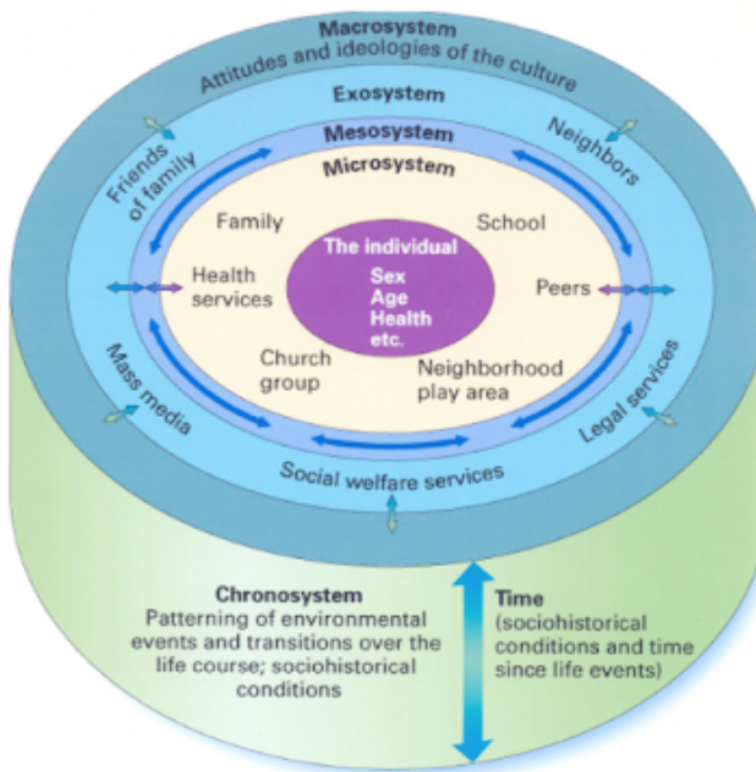 Macrosystem
Attitudes and ideologies of the culture
Exosystem
Mesosystem
Microsystem
Friends
of family
Neighbors
Family
School
The individual
Sex
Age
Health
etc.
Health
services
Peers
Church
group
Neighborhood
play area
Mass media
Legal services
Social welfare services
Chronosystem
Patterning of environmental
events and transitions over the
life course; sociohistorical
conditions
Time
(sociohistorical
conditions and time
since life events)